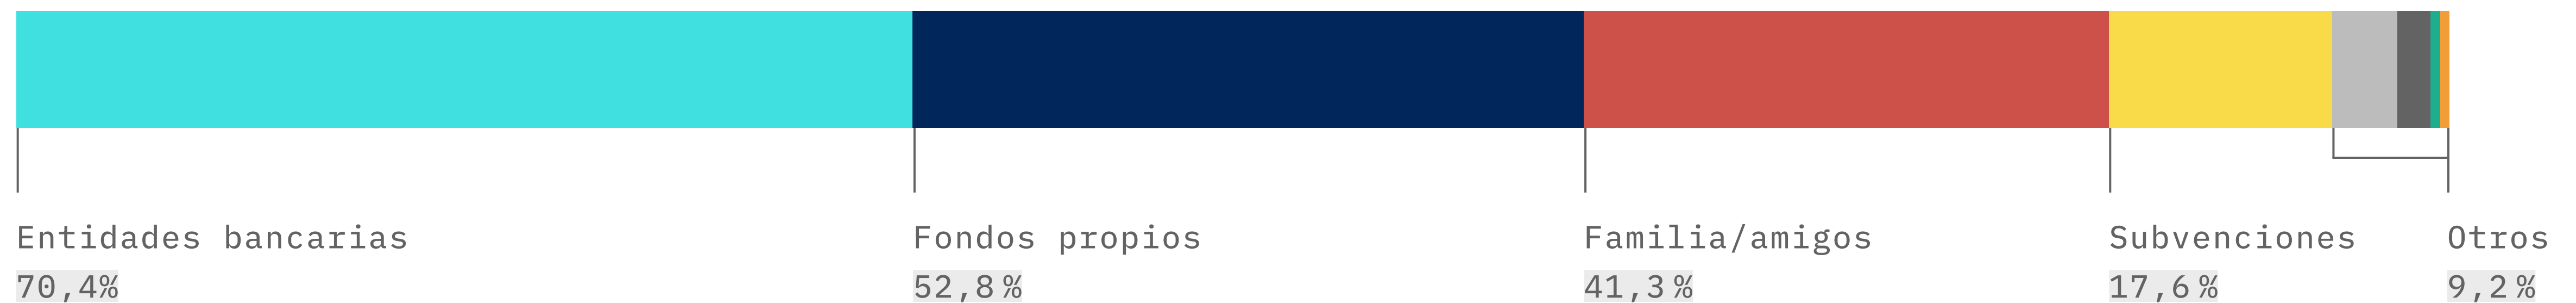 Entidades bancarias
70,4%
Fondos propios
52,8%
Familia/amigos
41,3%
Subvenciones
17,6%
Otros
9,2%